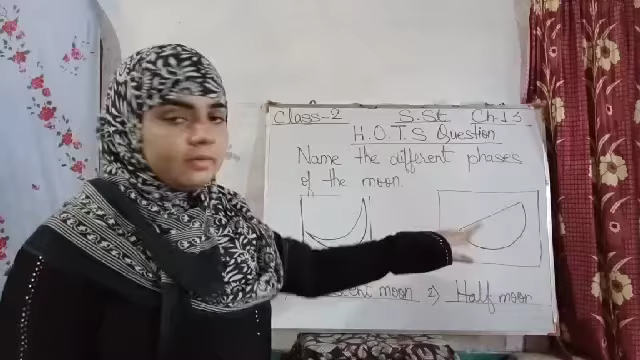 Class-2 S.St Ch.13
H.O.T.S Question
Name the different phases
of the moon.
moon 2) Half moon